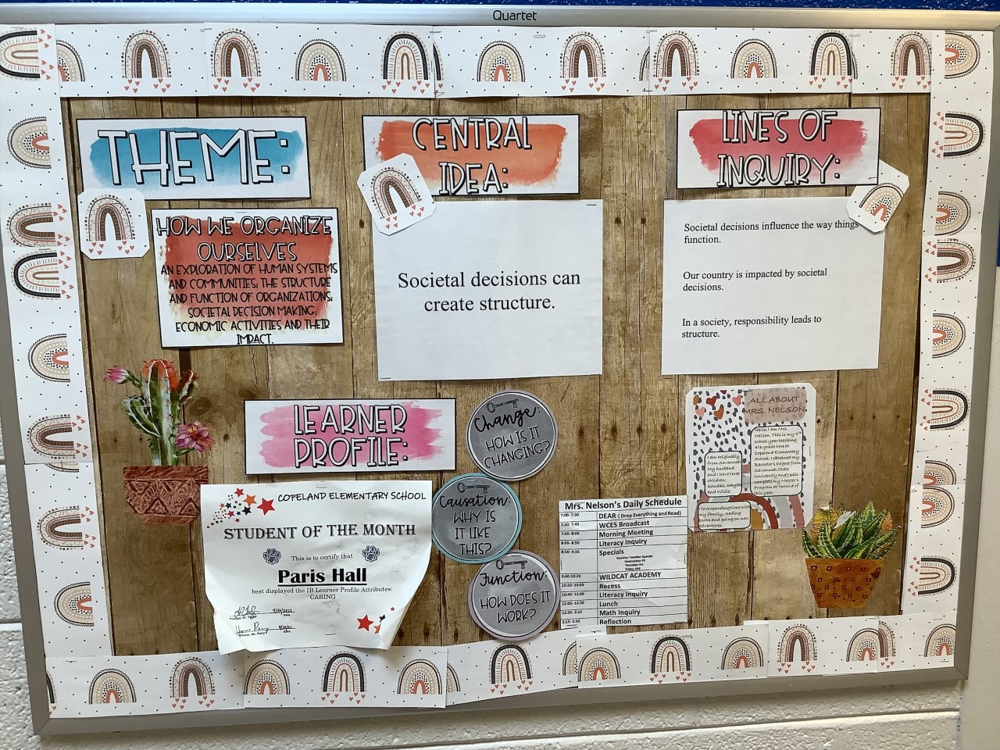 Quartet
THEME:
CENTRAL
IDEA:
LINES OF
INQUIRY:
HOW WE ORGANIZE
OURSELVES
AN EXPLORATION OF HUMAN SYSTEMS
AND COMMUNITIES; THE STRUCTURE
AND FUNCTION OF ORGANIZATIONS;
SOCIETAL DECISION MAKING;
ECONOMIC ACTIVITIES AND THEIR
IMPACT.
Societal decisions can
create structure.
Societal decisions influence the way things
function.
Our country is impacted by societal
decisions.
In a society, responsibility leads to
structure.
LEARNER
PROFILE:
Change:
HOW IS IT
CHANGING?
Causation:
WHY IS
IT LIKE
THIS?
Function:
HOW DOES IT
WORK?
COPELAND ELEMENTARY SCHOOL
STUDENT OF THE MONTH
This is to certify that
Paris Hall
best displayed the IB Learner Profile Attributes:
CARING
Date
Date
Mrs. Nelson's Daily Schedule
7:00- 7:30 DEAR ( Drop Everything and Read)
7:30- 7:45 WCES Broadcast
7:45- 8:00 Morning Meeting
8:00- 8:50 Literacy Inquiry
8:50- 9:35 Specials
Monday- Tuesday: Spanish
Wednesday-PE
Thursday-Art
9:40-10:20 WILDCAT ACADEMY
10:20-10:30 Recess
10:40- 12:00 Literacy Inquiry
12:05- 12:30 Lunch
12:35- 2:15 Math Inquiry
2:15- 2:30 Reflection
ALL ABOUT
MRS. NELSON
Hello, I am Mrs.
Nelson. This is my 4th
school year teaching
4th grade here at
Copeland Elementary
School. I obtained my
Bachelor's Degree from
Savannah State
University and I will
complete my Master's
Program at the end of
this year.
I am originally
from Savannah
My husband
and I have three
children;
Kendall,
and Willie.
I love spending time with
my family, reading
books and going on new
adventures.